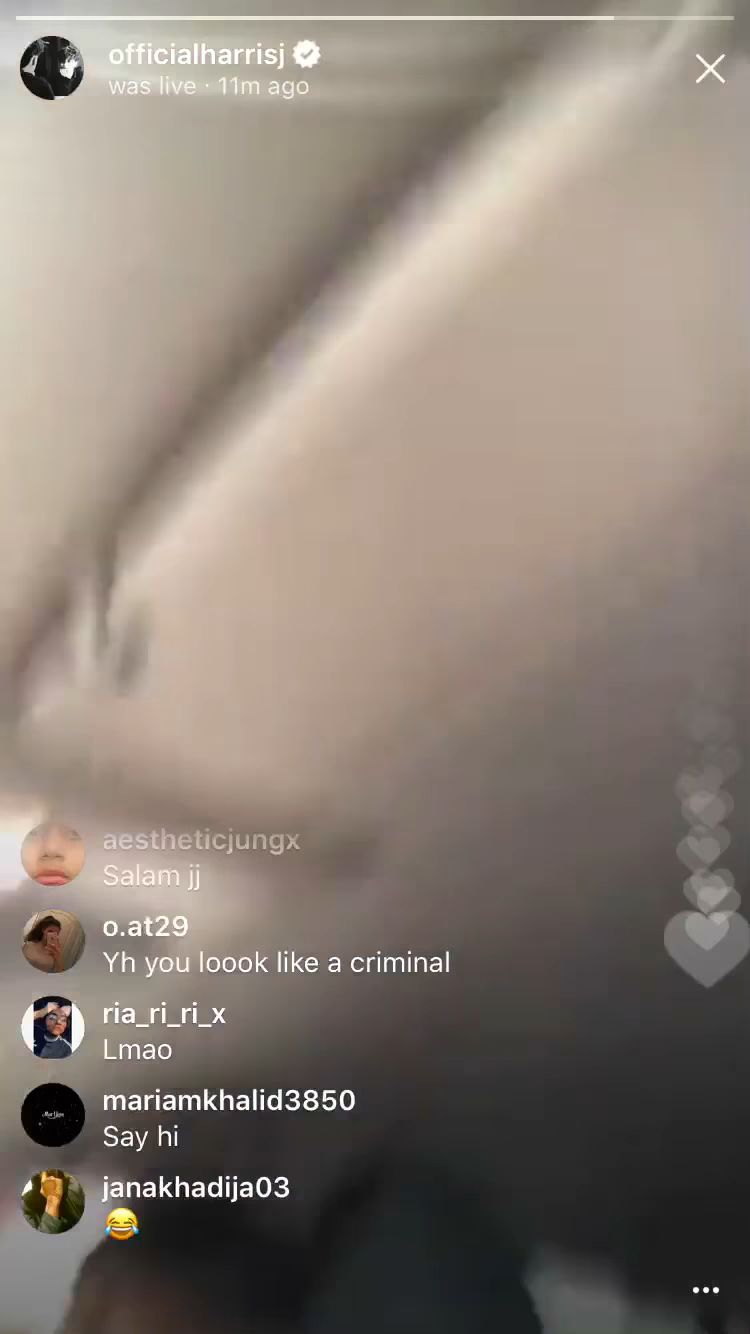 officialharrisj
was live · 11m ago
aestheticjungx
Salam jj
o.at29
Yh you loook like a criminal
ria_ri_ri_x
Lmao
mariamkhalid3850
Say hi
janakhadija03
😂